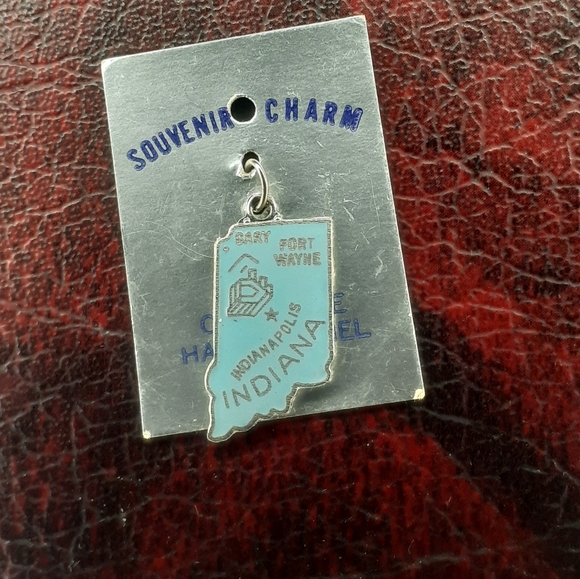 SOUVENIR CHARM
GARY
FORT
WAYNE
INDIANAPOLIS
INDIANA